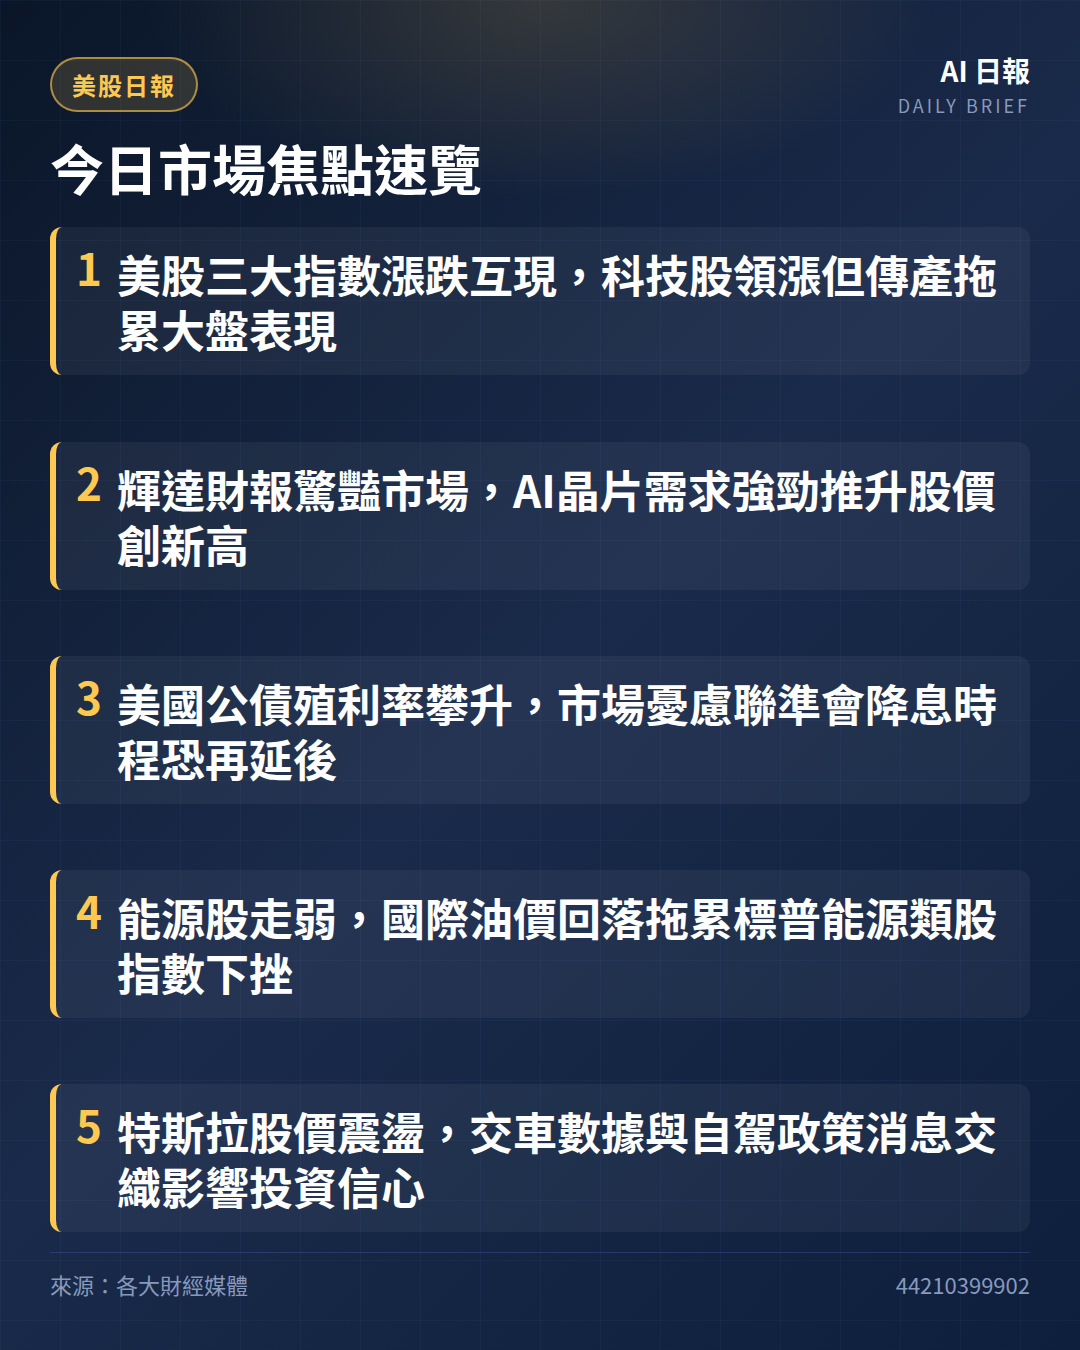 美股日報
AI 日報
DAILY BRIEF
今日市場焦點速覽
1 美股三大指數漲跌互現，科技股領漲但傳產拖
累大盤表現
2 輝達財報驚豔市場，AI晶片需求強勁推升股價
創新高
3 美國公債殖利率攀升，市場憂慮聯準會降息時
程恐再延後
4 能源股走弱，國際油價回落拖累標普能源類股
指數下挫
5 特斯拉股價震盪，交車數據與自駕政策消息交
織影響投資信心
來源：各大財經媒體
44210399902